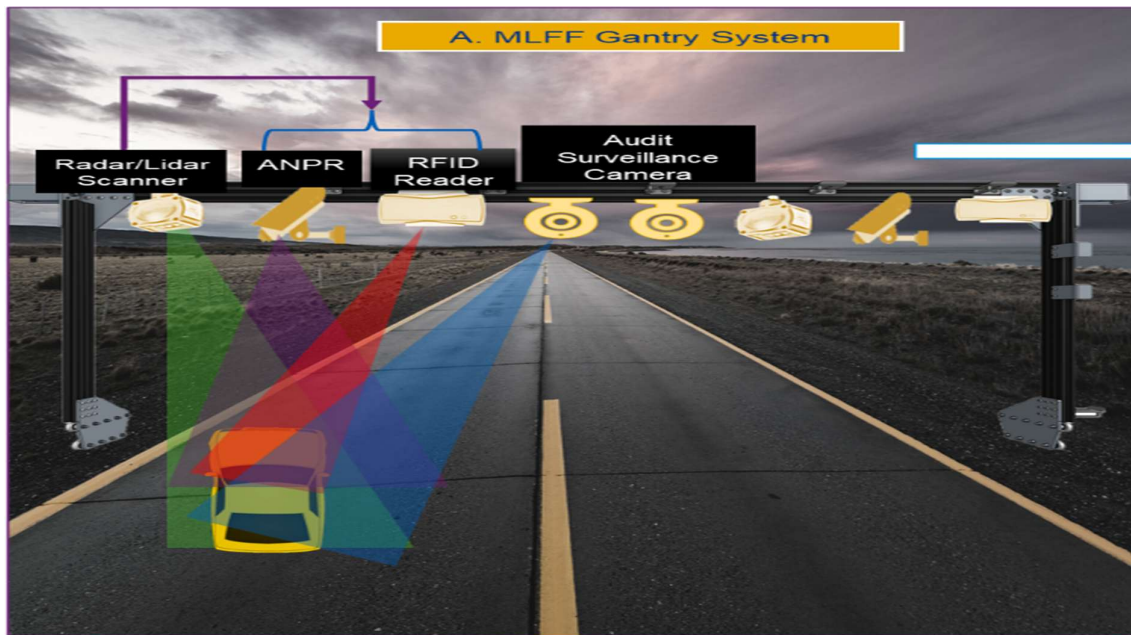 A. MLFF Gantry System
Radar/Lidar
Scanner
ANPR
RFID
Reader
Audit
Surveillance
Camera